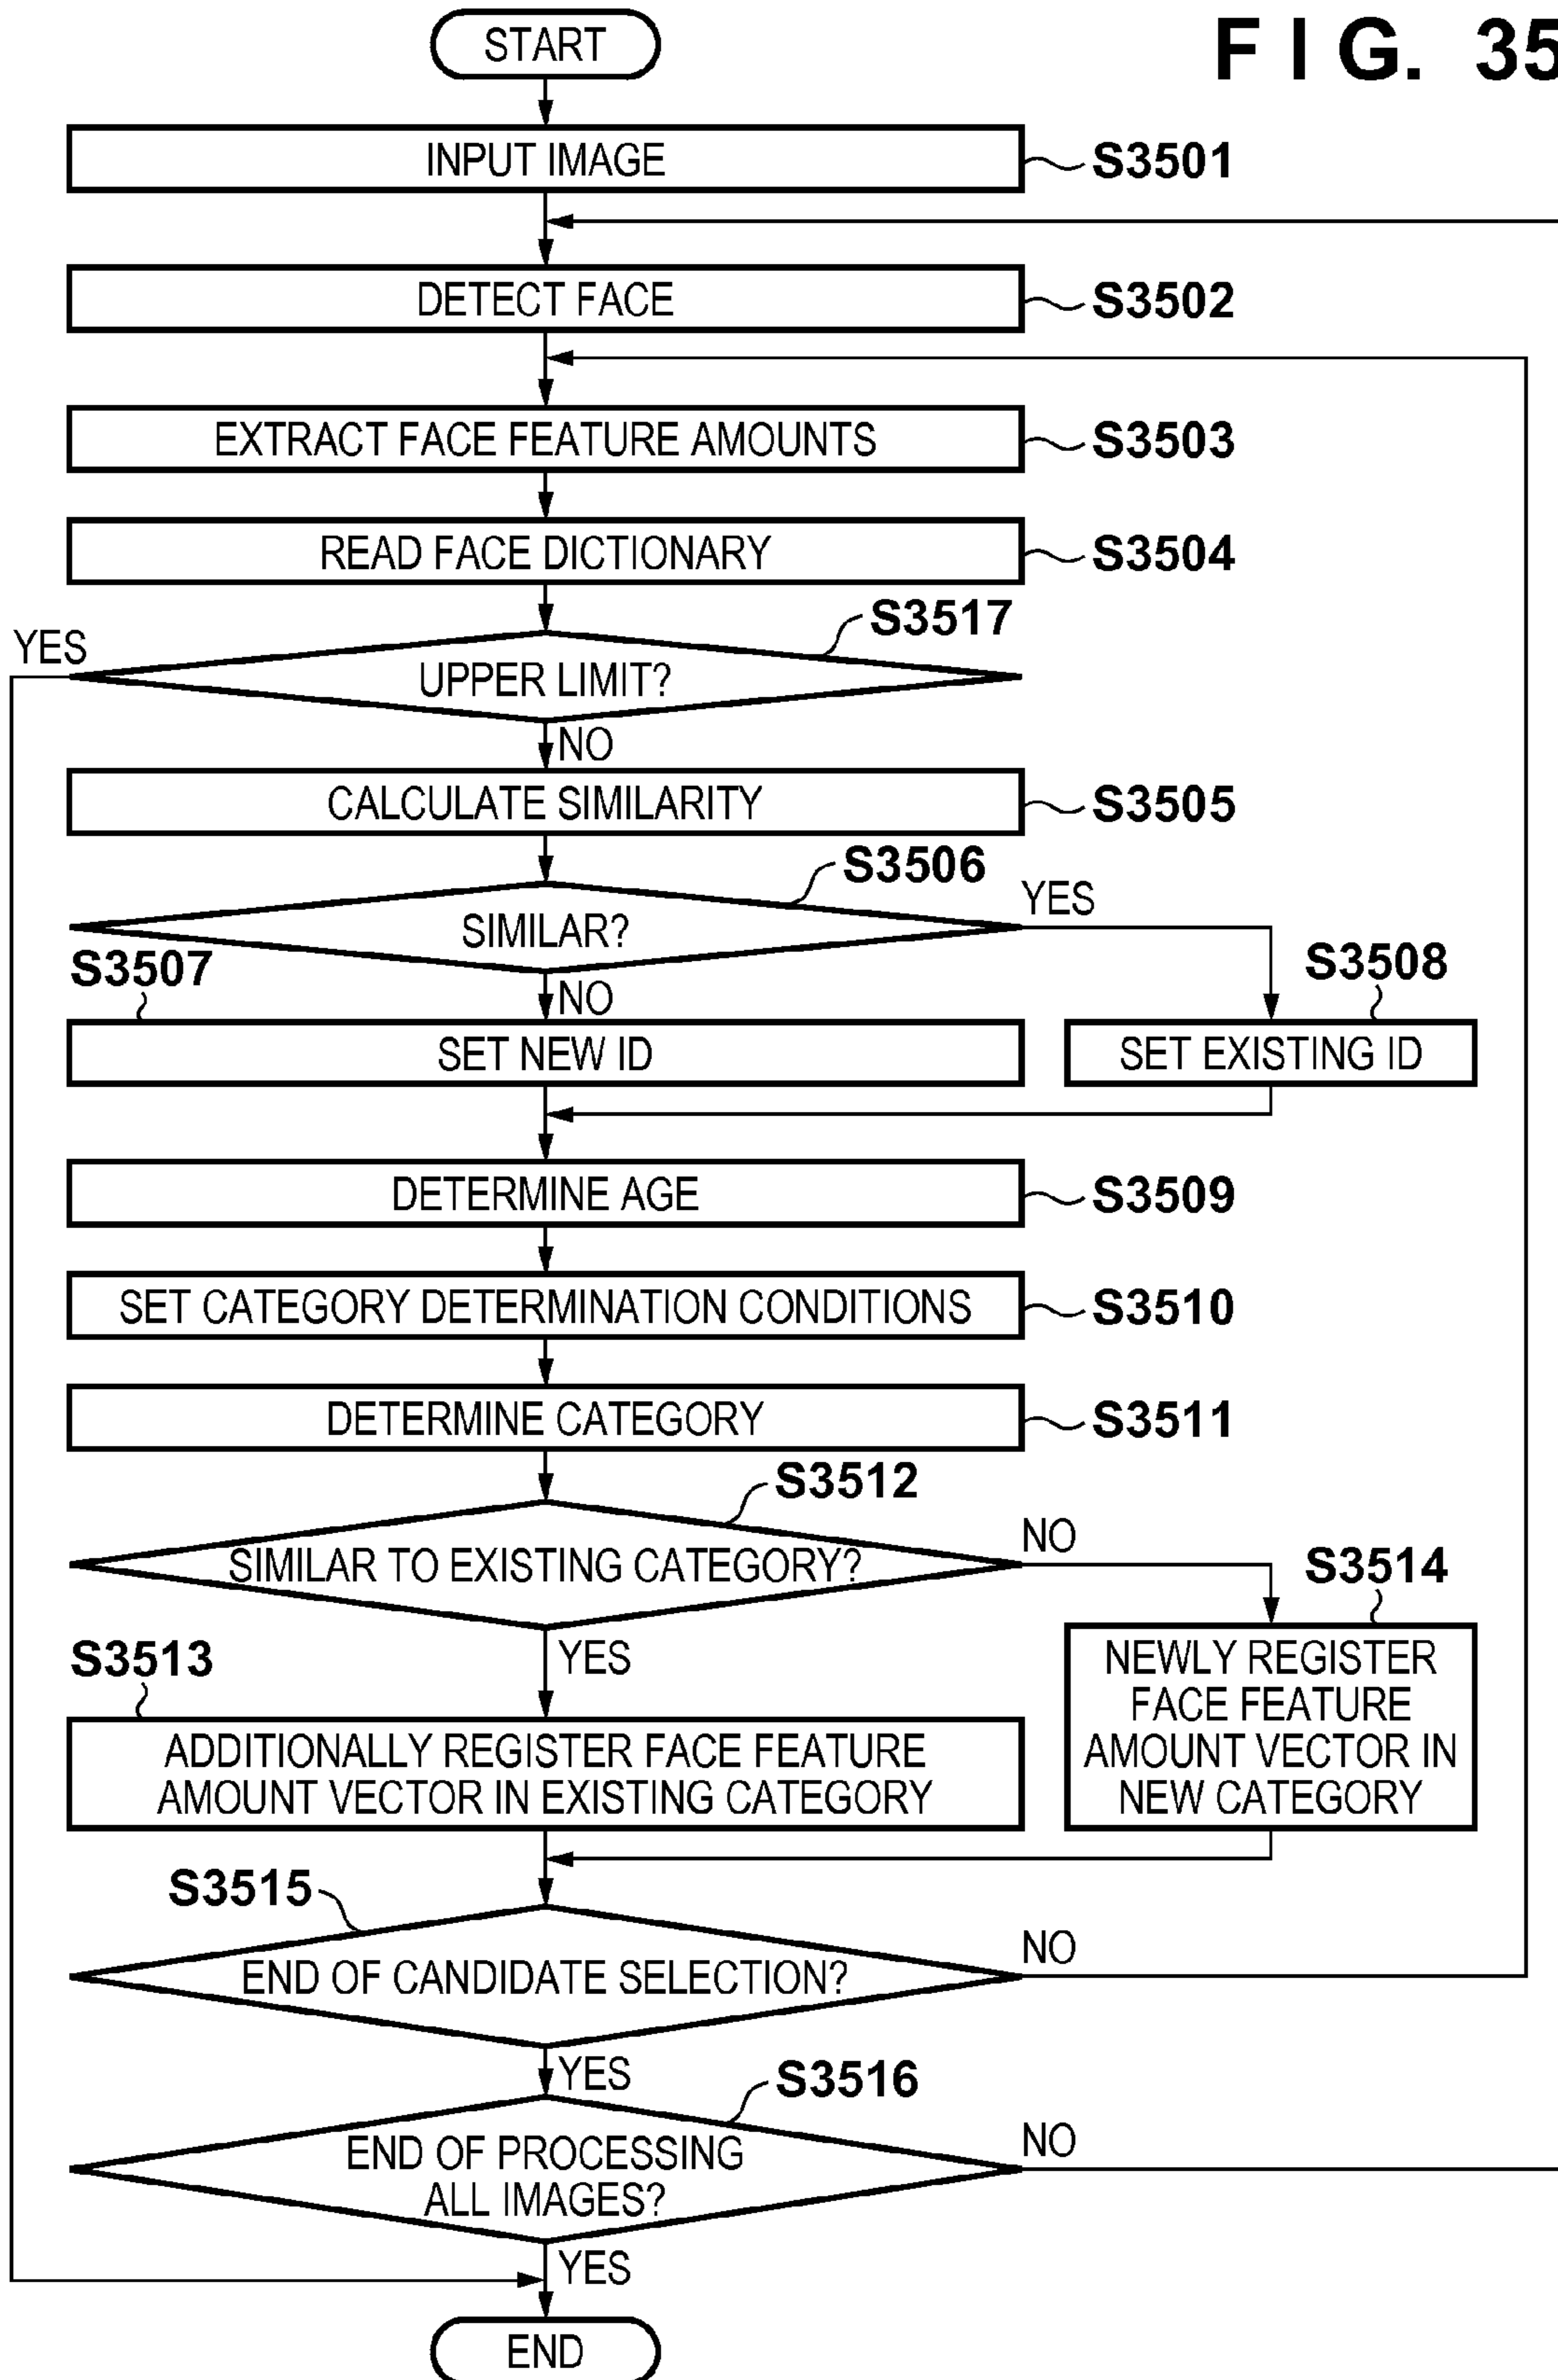 START
F I G. 35
INPUT IMAGE
S3501
DETECT FACE
S3502
EXTRACT FACE FEATURE AMOUNTS
S3503
READ FACE DICTIONARY
S3504
S3517
YES
UPPER LIMIT?
NO
CALCULATE SIMILARITY
S3505
S3506
YES
SIMILAR?
S3507
NO
S3508
SET NEW ID
SET EXISTING ID
DETERMINE AGE
S3509
SET CATEGORY DETERMINATION CONDITIONS
S3510
DETERMINE CATEGORY
S3511
S3512
NO
SIMILAR TO EXISTING CATEGORY?
S3514
S3513
YES
NEWLY REGISTER
FACE FEATURE
AMOUNT VECTOR IN
NEW CATEGORY
ADDITIONALLY REGISTER FACE FEATURE
AMOUNT VECTOR IN EXISTING CATEGORY
S3515
NO
END OF CANDIDATE SELECTION?
YES
S3516
NO
END OF PROCESSING
ALL IMAGES?
YES
END